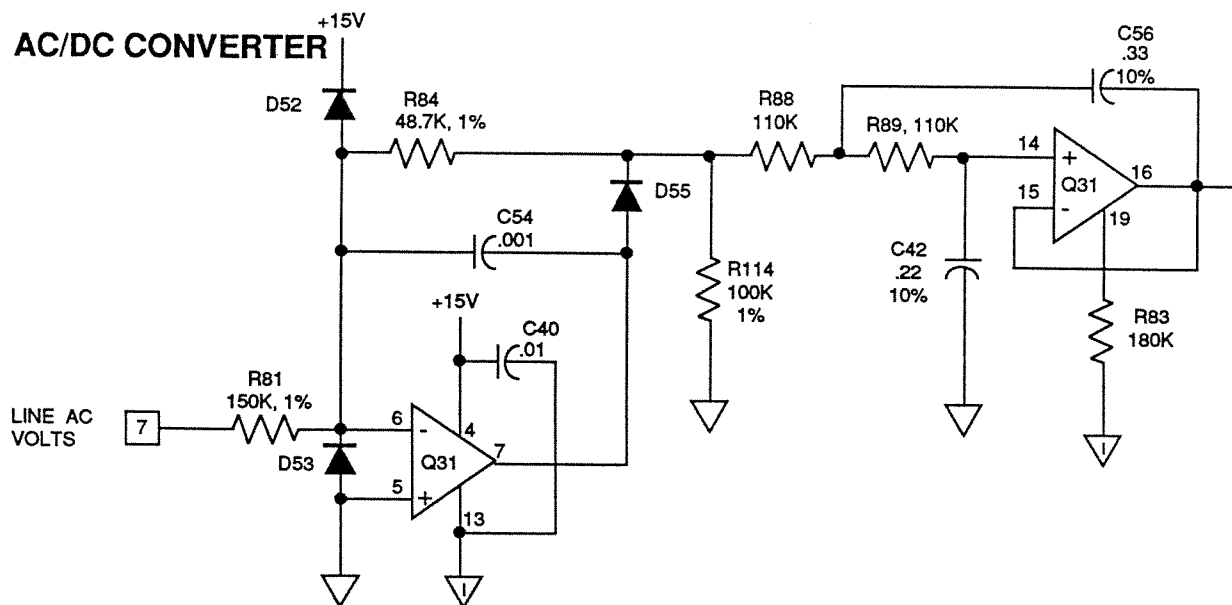 AC/DC CONVERTER
+15V
D52
R84
48.7K, 1%
D55
C54
.001
R88
110K
R89, 110K
C56
.33
10%
14
+
15
-
Q31
16
19
C42
.22
10%
R114
100K
1%
R83
180K
I
+15V
C40
.01
R81
150K, 1%
LINE AC
VOLTS
7
D53
6
-
5
+
Q31
4
7
13
I